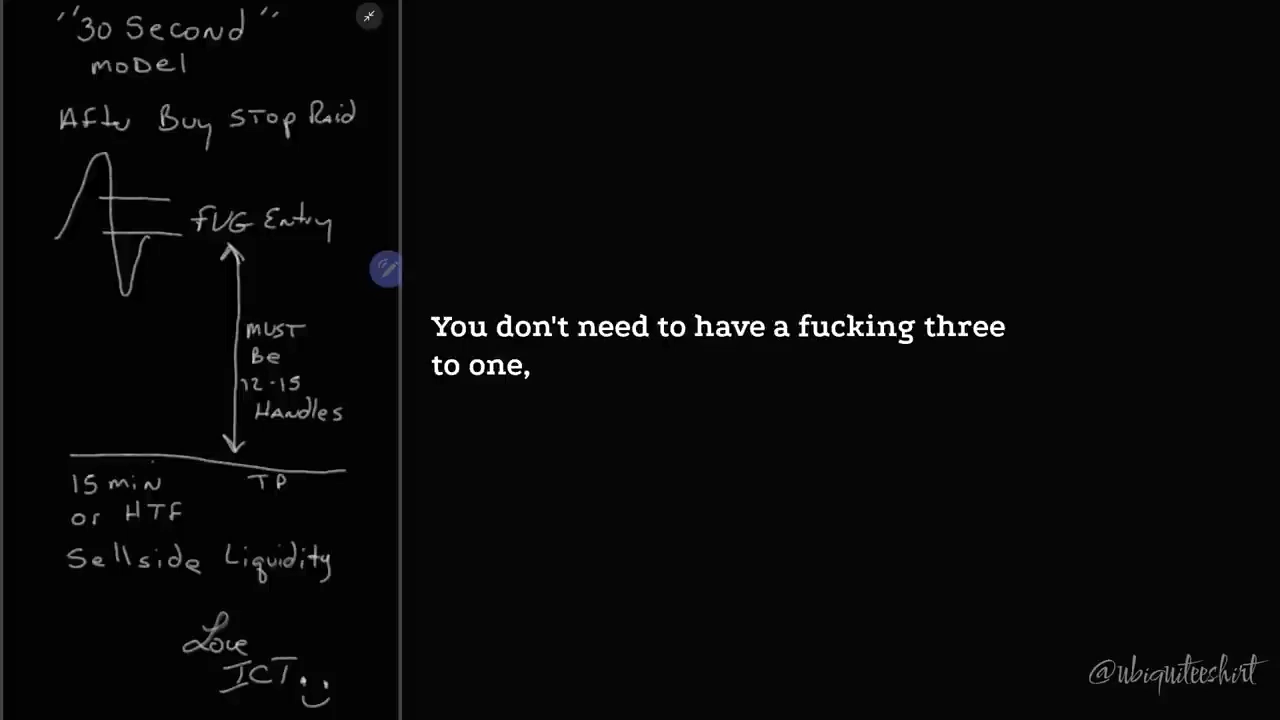 "30 Second"
moDel
After Buy STop Raid
FVG Entry
MUST
Be
12-15
HANdles
15 miN
or HTF
TP
Sellside Liquidity
Love
ICT
You don't need to have a fucking three
to one,
@ubiquiteeshirt